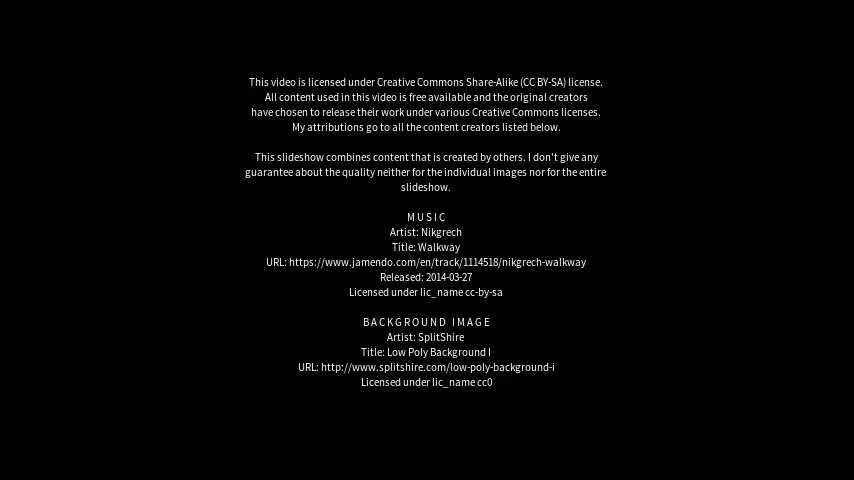 This video is licensed under Creative Commons Share-Alike (CC BY-SA) license.
All content used in this video is free available and the original creators
have chosen to release their work under various Creative Commons licenses.
My attributions go to all the content creators listed below.
This slideshow combines content that is created by others. I don't give any
guarantee about the quality neither for the individual images nor for the entire
slideshow.
MUSIC
Artist: Nikgrech
Title: Walkway
URL: https://www.jamendo.com/en/track/1114518/nikgrech-walkway
Released: 2014-03-27
Licensed under lic_name cc-by-sa
BACKGROUND IMAGE
Artist: SplitShire
Title: Low Poly Background I
URL: http://www.splitshire.com/low-poly-background-i
Licensed under lic_name cc0